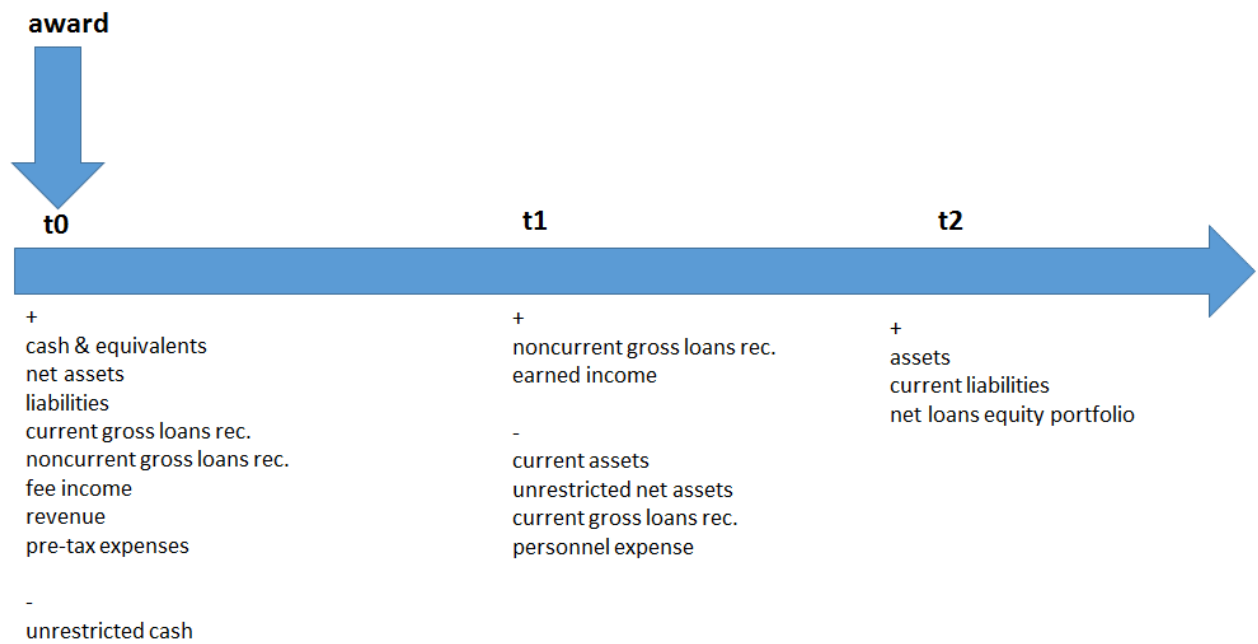 award
t0
t1
t2
+
cash & equivalents
net assets
liabilities
current gross loans rec.
noncurrent gross loans rec.
fee income
revenue
pre-tax expenses
-
unrestricted cash
+
noncurrent gross loans rec.
earned income
-
current assets
unrestricted net assets
current gross loans rec.
personnel expense
+
assets
current liabilities
net loans equity portfolio